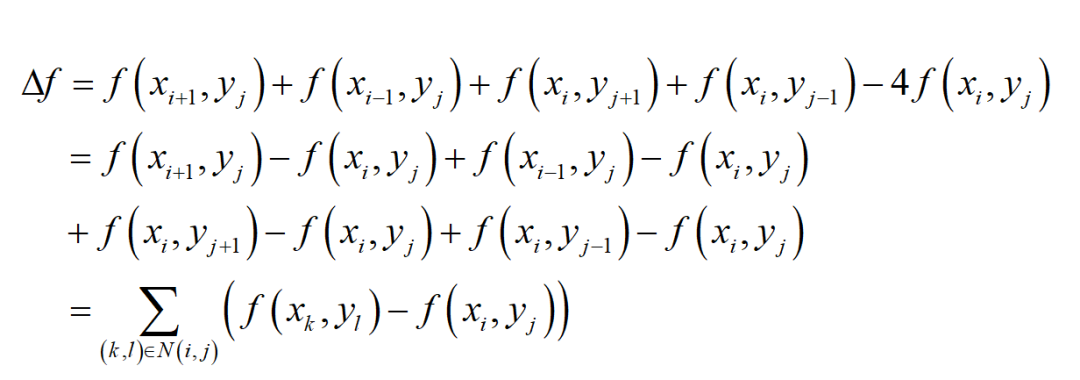 Δf = f(x_{i+1}, y_j) + f(x_{i−1}, y_j) + f(x_i, y_{j+1}) + f(x_i, y_{j−1}) − 4f(x_i, y_j)
= f(x_{i+1}, y_j) − f(x_i, y_j) + f(x_{i−1}, y_j) − f(x_i, y_j)
+ f(x_i, y_{j+1}) − f(x_i, y_j) + f(x_i, y_{j−1}) − f(x_i, y_j)
= ∑_{(k,l)∈N(i,j)} (f(x_k, y_l) − f(x_i, y_j))